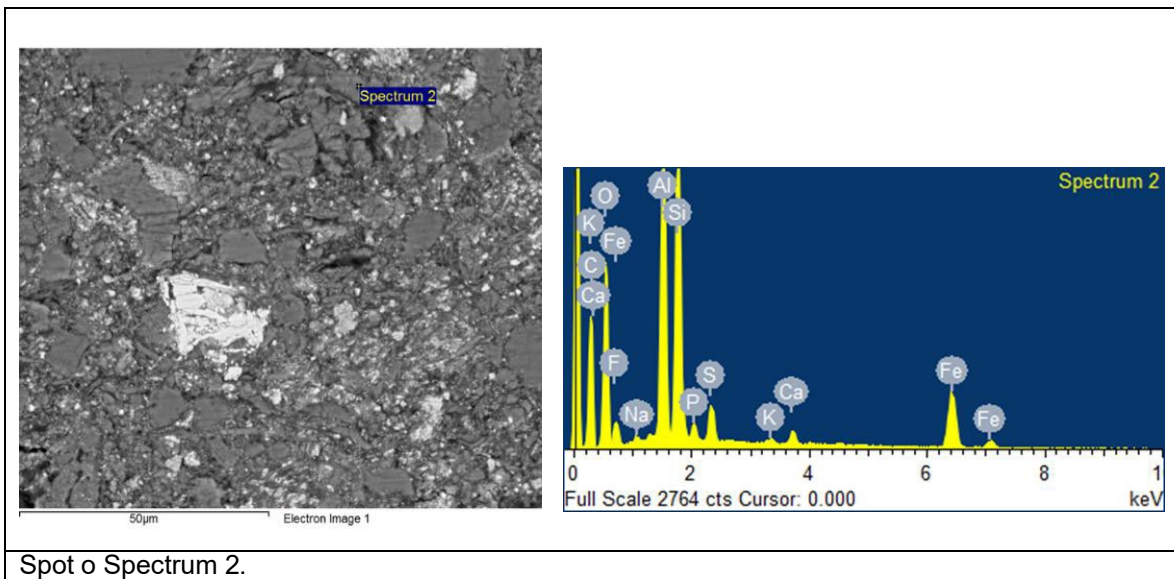 Spectrum 2
50µm
Electron Image 1
Spectrum 2
O
Al
K
Si
Fe
C
Ca
F
S
Fe
Ca
P
Na
K
Fe
0 2 4 6 8 1
Full Scale 2764 cts Cursor: 0.000 keV
Spot o Spectrum 2.